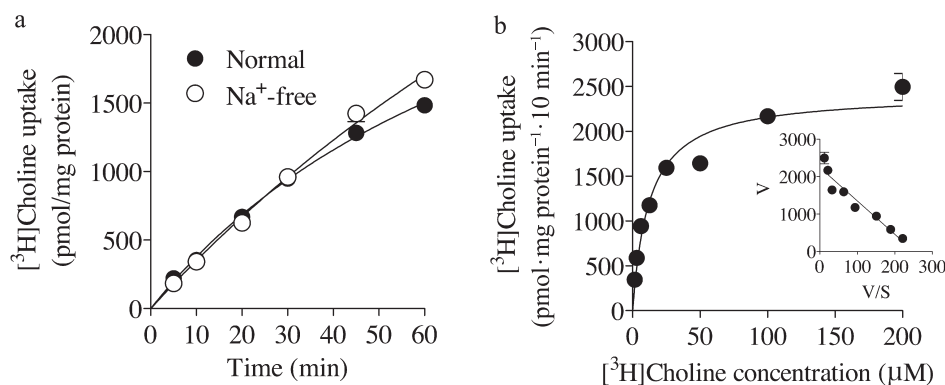 a
[³H]Choline uptake
(pmol/mg protein)
2000
1500
1000
500
0
Normal
Na⁺-free
0 10 20 30 40 50 60
Time (min)
b
[³H]Choline uptake
(pmol·mg protein⁻¹·10 min⁻¹)
3000
2500
2000
1500
1000
500
0
0 50 100 150 200
[³H]Choline concentration (µM)
V
3000
2000
1000
0
0 100 200 300
V/S